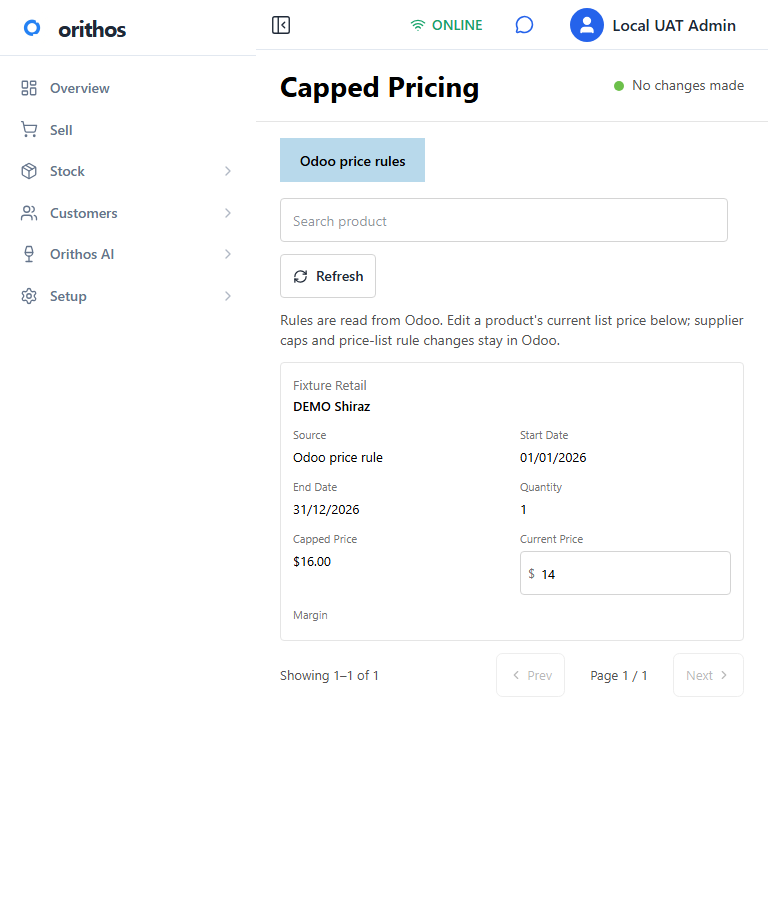 orithos
ONLINE
Local UAT Admin
Overview
Sell
Stock
Customers
Orithos AI
Setup
Capped Pricing
No changes made
Odoo price rules
Search product
Refresh
Rules are read from Odoo. Edit a product's current list price below; supplier
caps and price-list rule changes stay in Odoo.
Fixture Retail
DEMO Shiraz
Source
Start Date
Odoo price rule
01/01/2026
End Date
Quantity
31/12/2026
1
Capped Price
Current Price
$16.00
$ 14
Margin
Showing 1–1 of 1
Prev
Page 1 / 1
Next